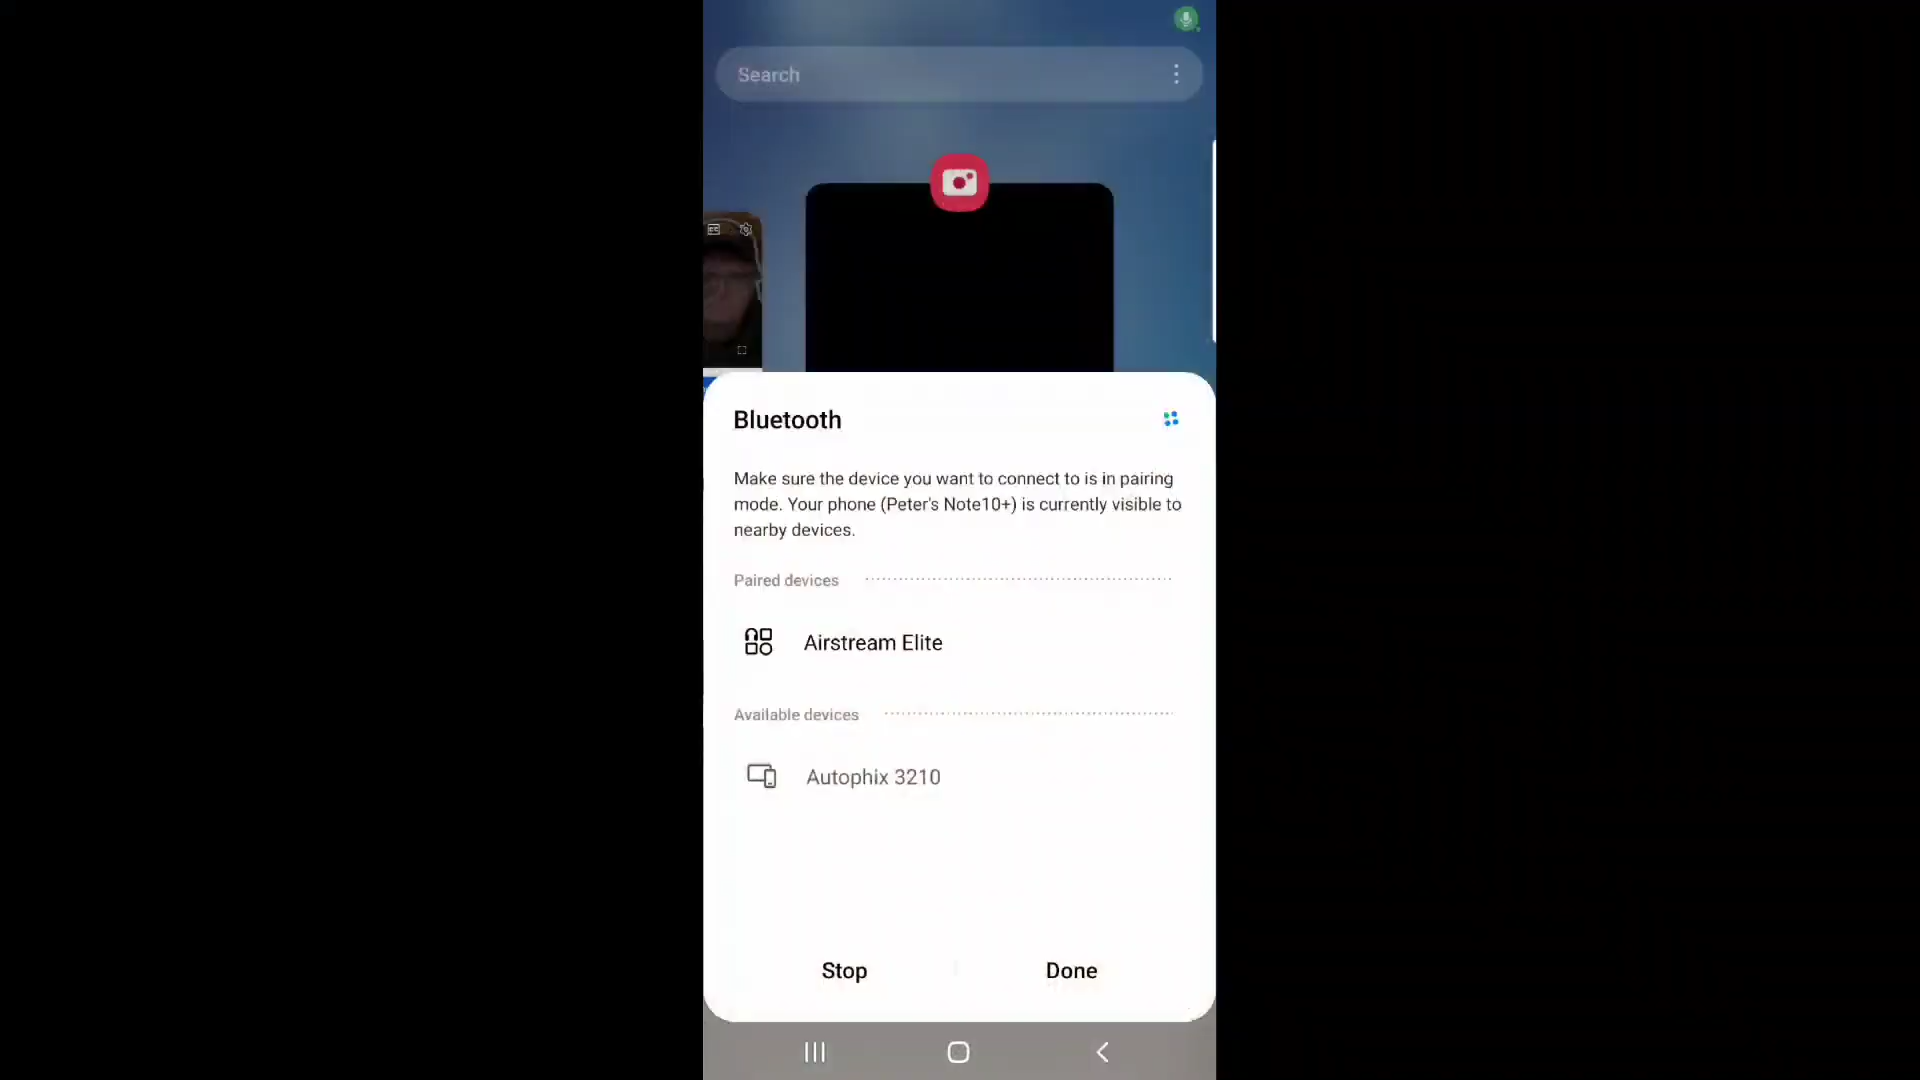 Search
Bluetooth
Make sure the device you want to connect to is in pairing
mode. Your phone (Peter's Note10+) is currently visible to
nearby devices.
Paired devices
Airstream Elite
Available devices
Autophix 3210
Stop
Done